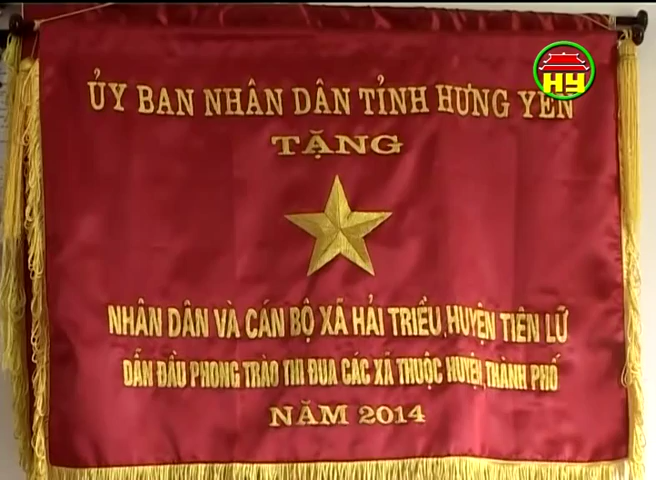 HY
ỦY BAN NHÂN DÂN TỈNH HƯNG YÊN
TẶNG
NHÂN DÂN VÀ CÁN BỘ XÃ HẢI TRIỀU, HUYỆN TIÊN LỮ
DẪN ĐẦU PHONG TRÀO THI ĐUA CÁC XÃ THUỘC HUYỆN, THÀNH PHỐ
NĂM 2014